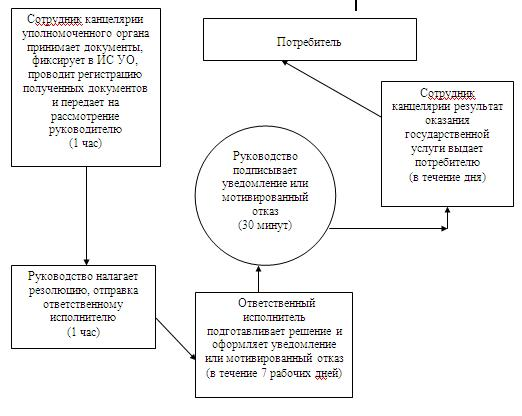 Сотрудник канцелярии
уполномоченного органа
принимает документы,
фиксирует в ИС УО,
проводит регистрацию
полученных документов
и передает на
рассмотрение
руководителю
(1 час)
Руководство налагает
резолюцию, отправка
ответственному
исполнителю
(1 час)
Ответственный
исполнитель
подготавливает решение и
оформляет уведомление
или мотивированный отказ
(в течение 7 рабочих дней)
Руководство
подписывает
уведомление или
мотивированный
отказ
(30 минут)
Сотрудник
канцелярии результат
оказания
государственной
услуги выдает
потребителю
(в течение дня)
Потребитель